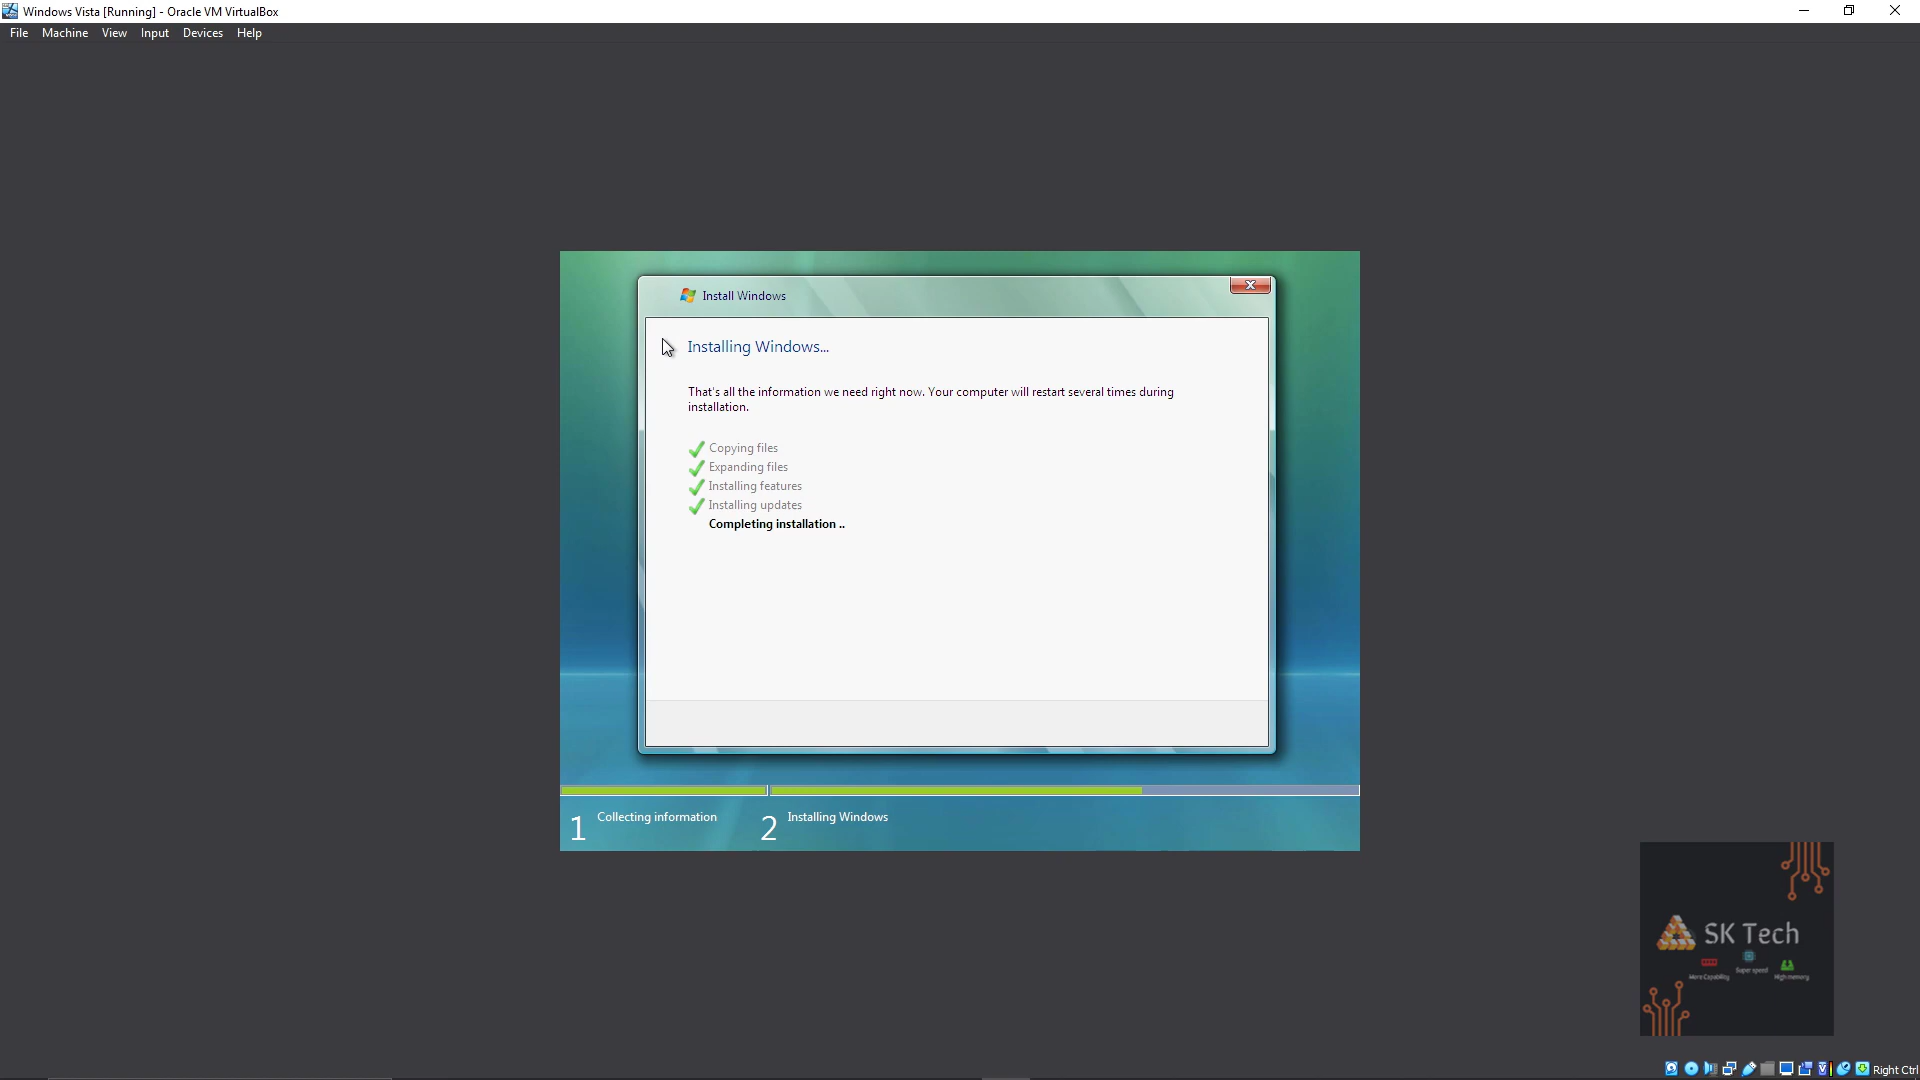 Windows Vista [Running] - Oracle VM VirtualBox
File Machine View Input Devices Help
Install Windows
Installing Windows...
That's all the information we need right now. Your computer will restart several times during
installation.
Copying files
Expanding files
Installing features
Installing updates
Completing installation ..
1 Collecting information
2 Installing Windows
SK Tech
More Capability Super speed High memory
Right Ctrl